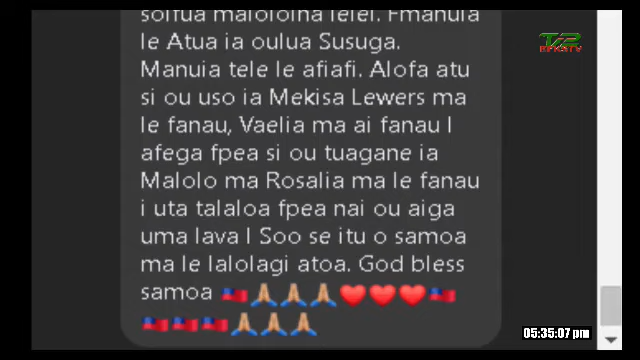 soifua maloloina lelei. Fmanuia
le Atua ia oulua Susuga.
Manuia tele le afiafi. Alofa atu
si ou uso ia Mekisa Lewers ma
le fanau, Vaelia ma ai fanau I
afega fpea si ou tuagane ia
Malolo ma Rosalia ma le fanau
i uta talaloa fpea nai ou aiga
uma lava I Soo se itu o samoa
ma le lalolagi atoa. God bless
samoa 🇼🇸🙏🏽🙏🏽🙏🏽❤️❤️❤️🇼🇸
🇼🇸🇼🇸🇼🇸🙏🏽🙏🏽🙏🏽
TV2
05:35:07 pm